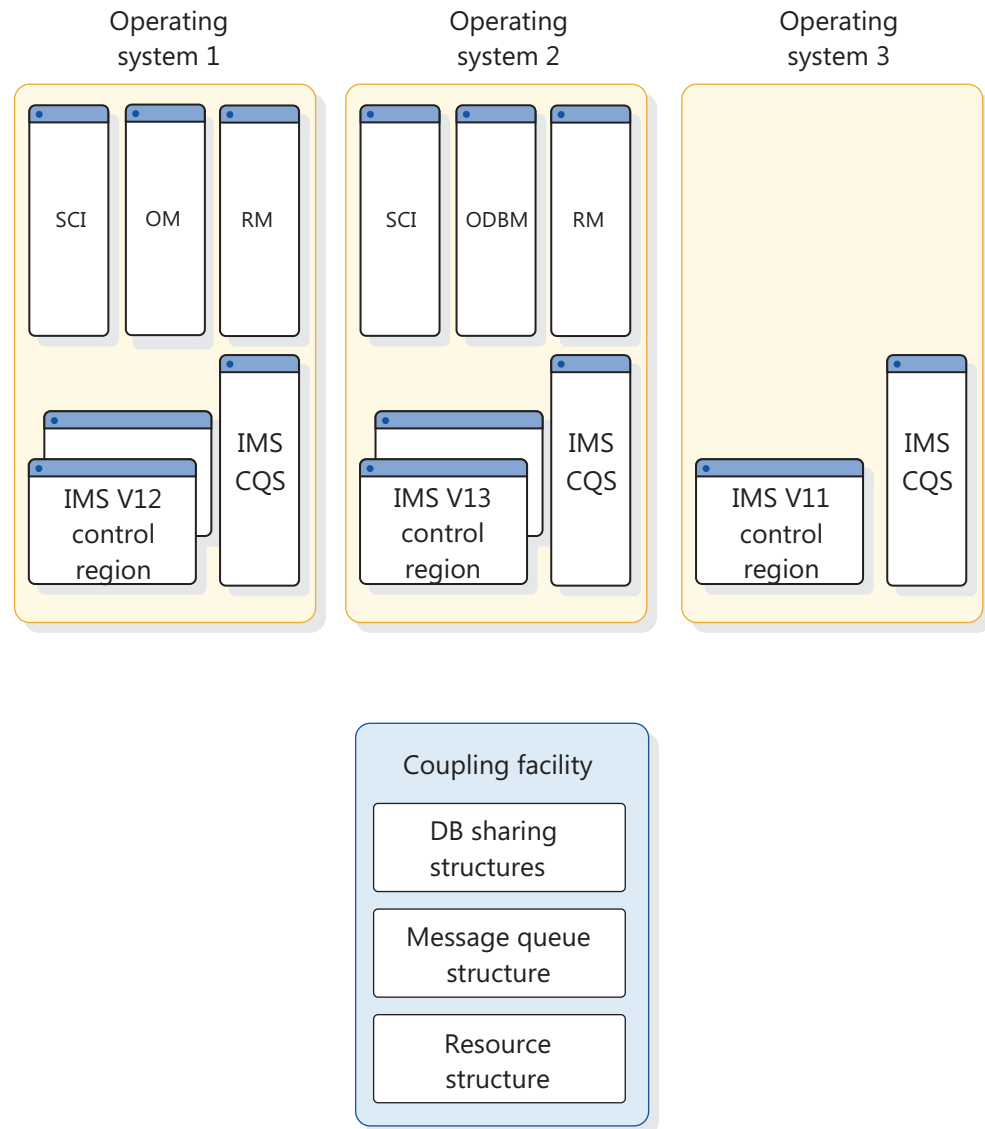 Operating
system 1
Operating
system 2
Operating
system 3
SCI
OM
RM
SCI
ODBM
RM
IMS
CQS
IMS V12
control
region
IMS
CQS
IMS V13
control
region
IMS
CQS
IMS V11
control
region
Coupling facility
DB sharing
structures
Message queue
structure
Resource
structure